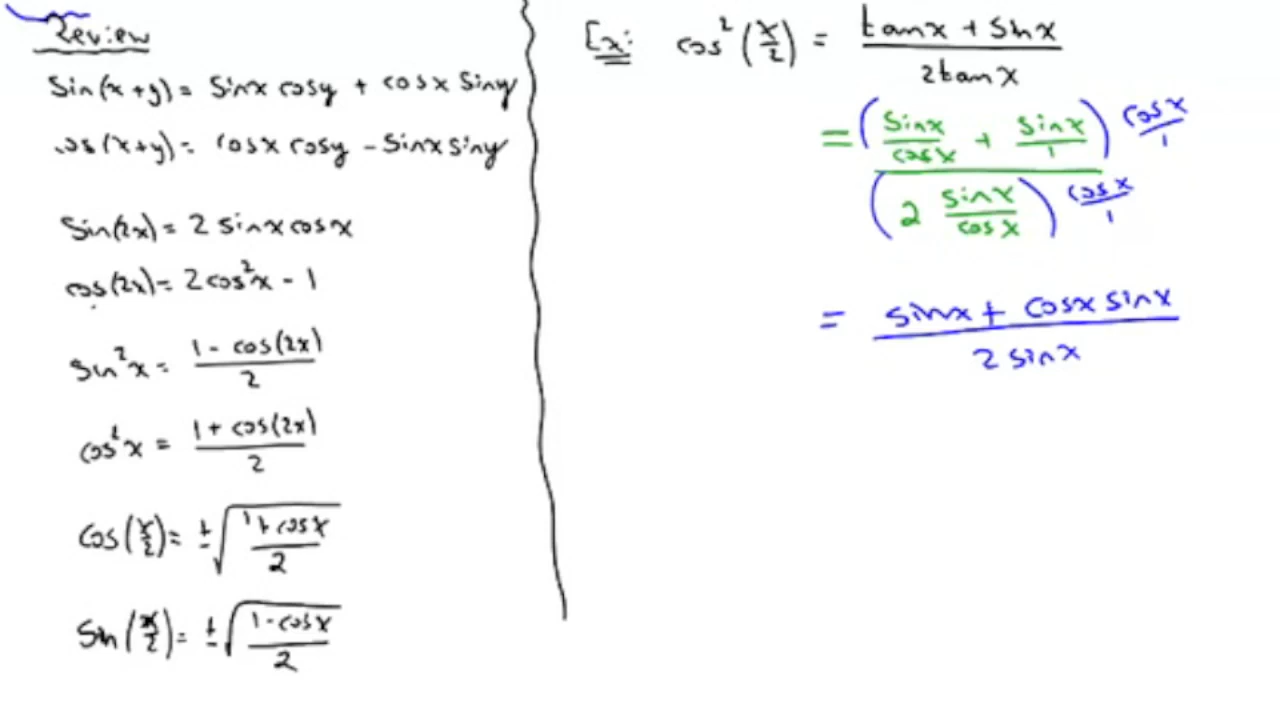 Review
Sin(x+y)= Sinx cosy + cosx Siny
cos(x+y)= cosx cosy - Sinx siny
Sin(2x)= 2 sinx cosx
cos(2x)= 2cos²x - 1
Sin²x = (1 - cos(2x))/2
cos²x = (1 + cos(2x))/2
Cos(x/2)= ±√((1+cosx)/2)
Sin(x/2)= ±√((1-cosx)/2)
Ex: cos²(x/2) = (tanx + sinx)/(2tanx)
= ((sinx/cosx + sinx/1) cosx/1)/((2 sinx/cosx) cosx/1)
= (sinx + cosx sinx)/(2 sinx)